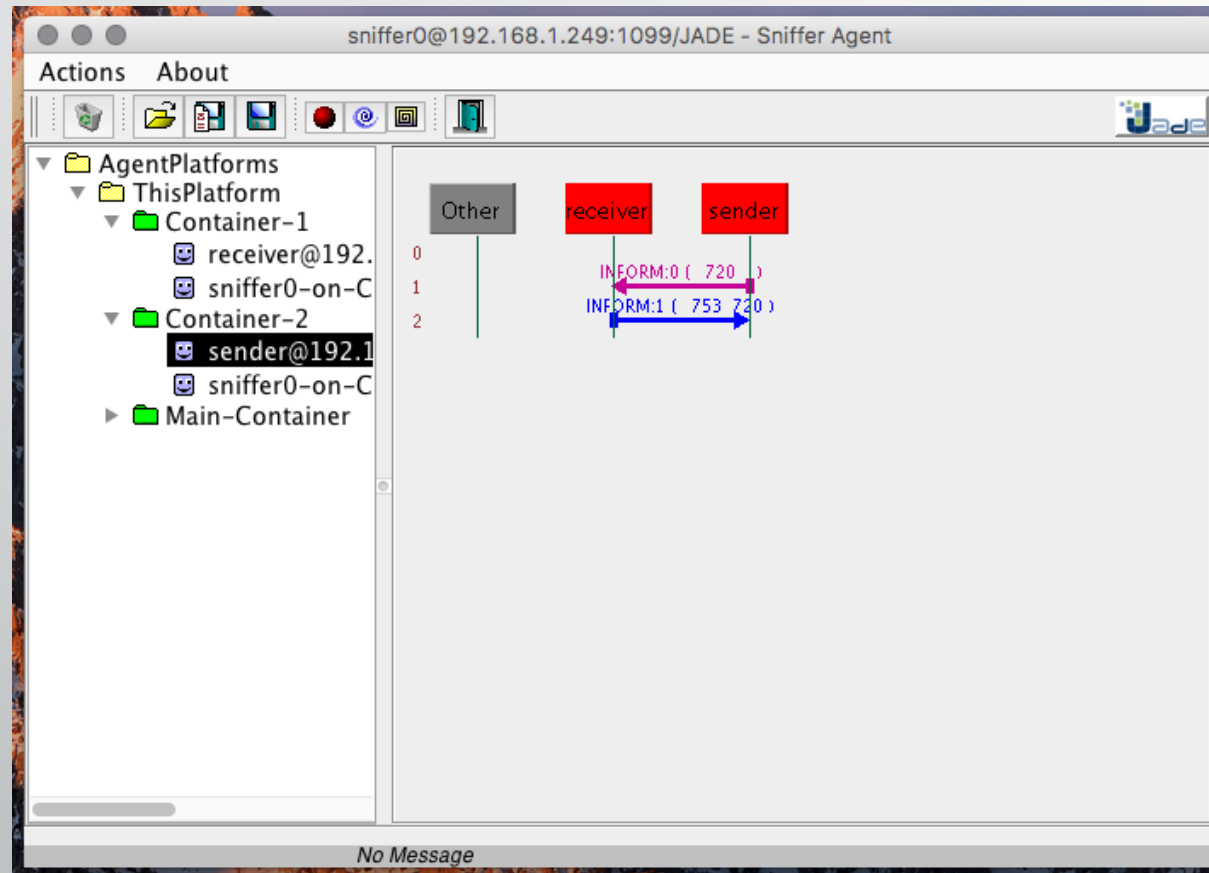 sniffer0@192.168.1.249:1099/JADE - Sniffer Agent
Actions About
Jade
AgentPlatforms
ThisPlatform
Container-1
receiver@192.
sniffer0-on-C
Container-2
sender@192.1
sniffer0-on-C
Main-Container
Other receiver sender
0
INFORM:0 ( 720 )
1
INFORM:1 ( 753 720 )
2
No Message